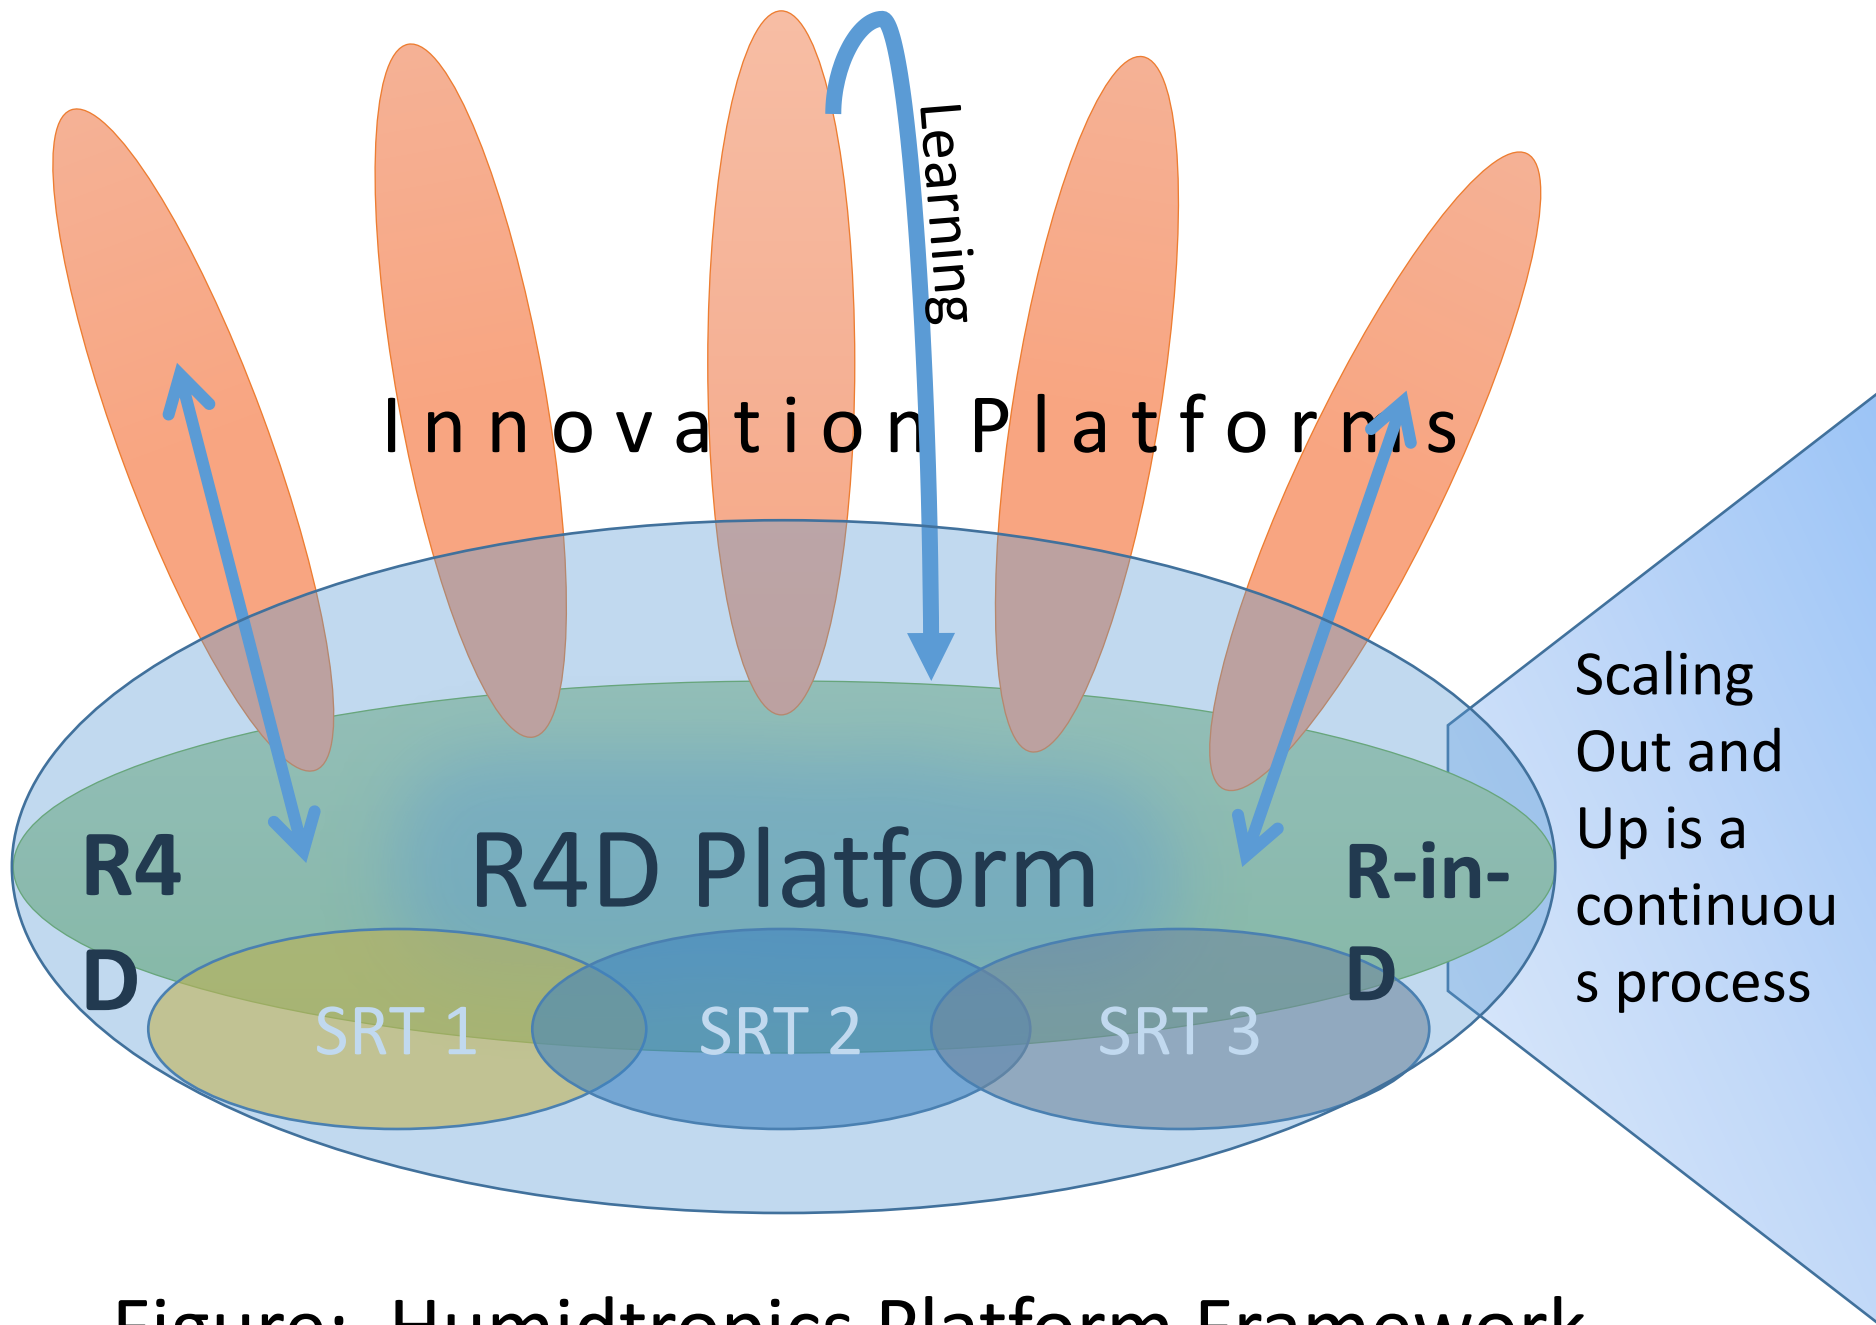 Learning
Innovation Platforms
Scaling
Out and
Up is a
continuou
s process
R4
D
R4D Platform
R-in-
D
SRT 1
SRT 2
SRT 3
Figure: Humidtropics Platform Framework